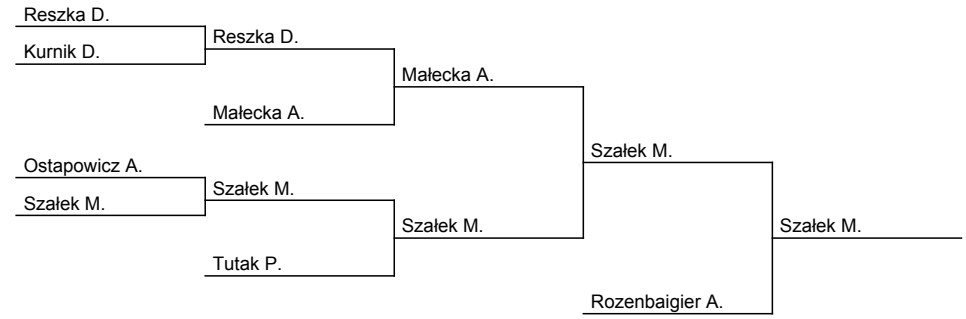 Reszka D.
Kurnik D.
Reszka D.
Małecka A.
Małecka A.
Ostapowicz A.
Szałek M.
Szałek M.
Tutak P.
Szałek M.
Szałek M.
Rozenbaigier A.
Szałek M.